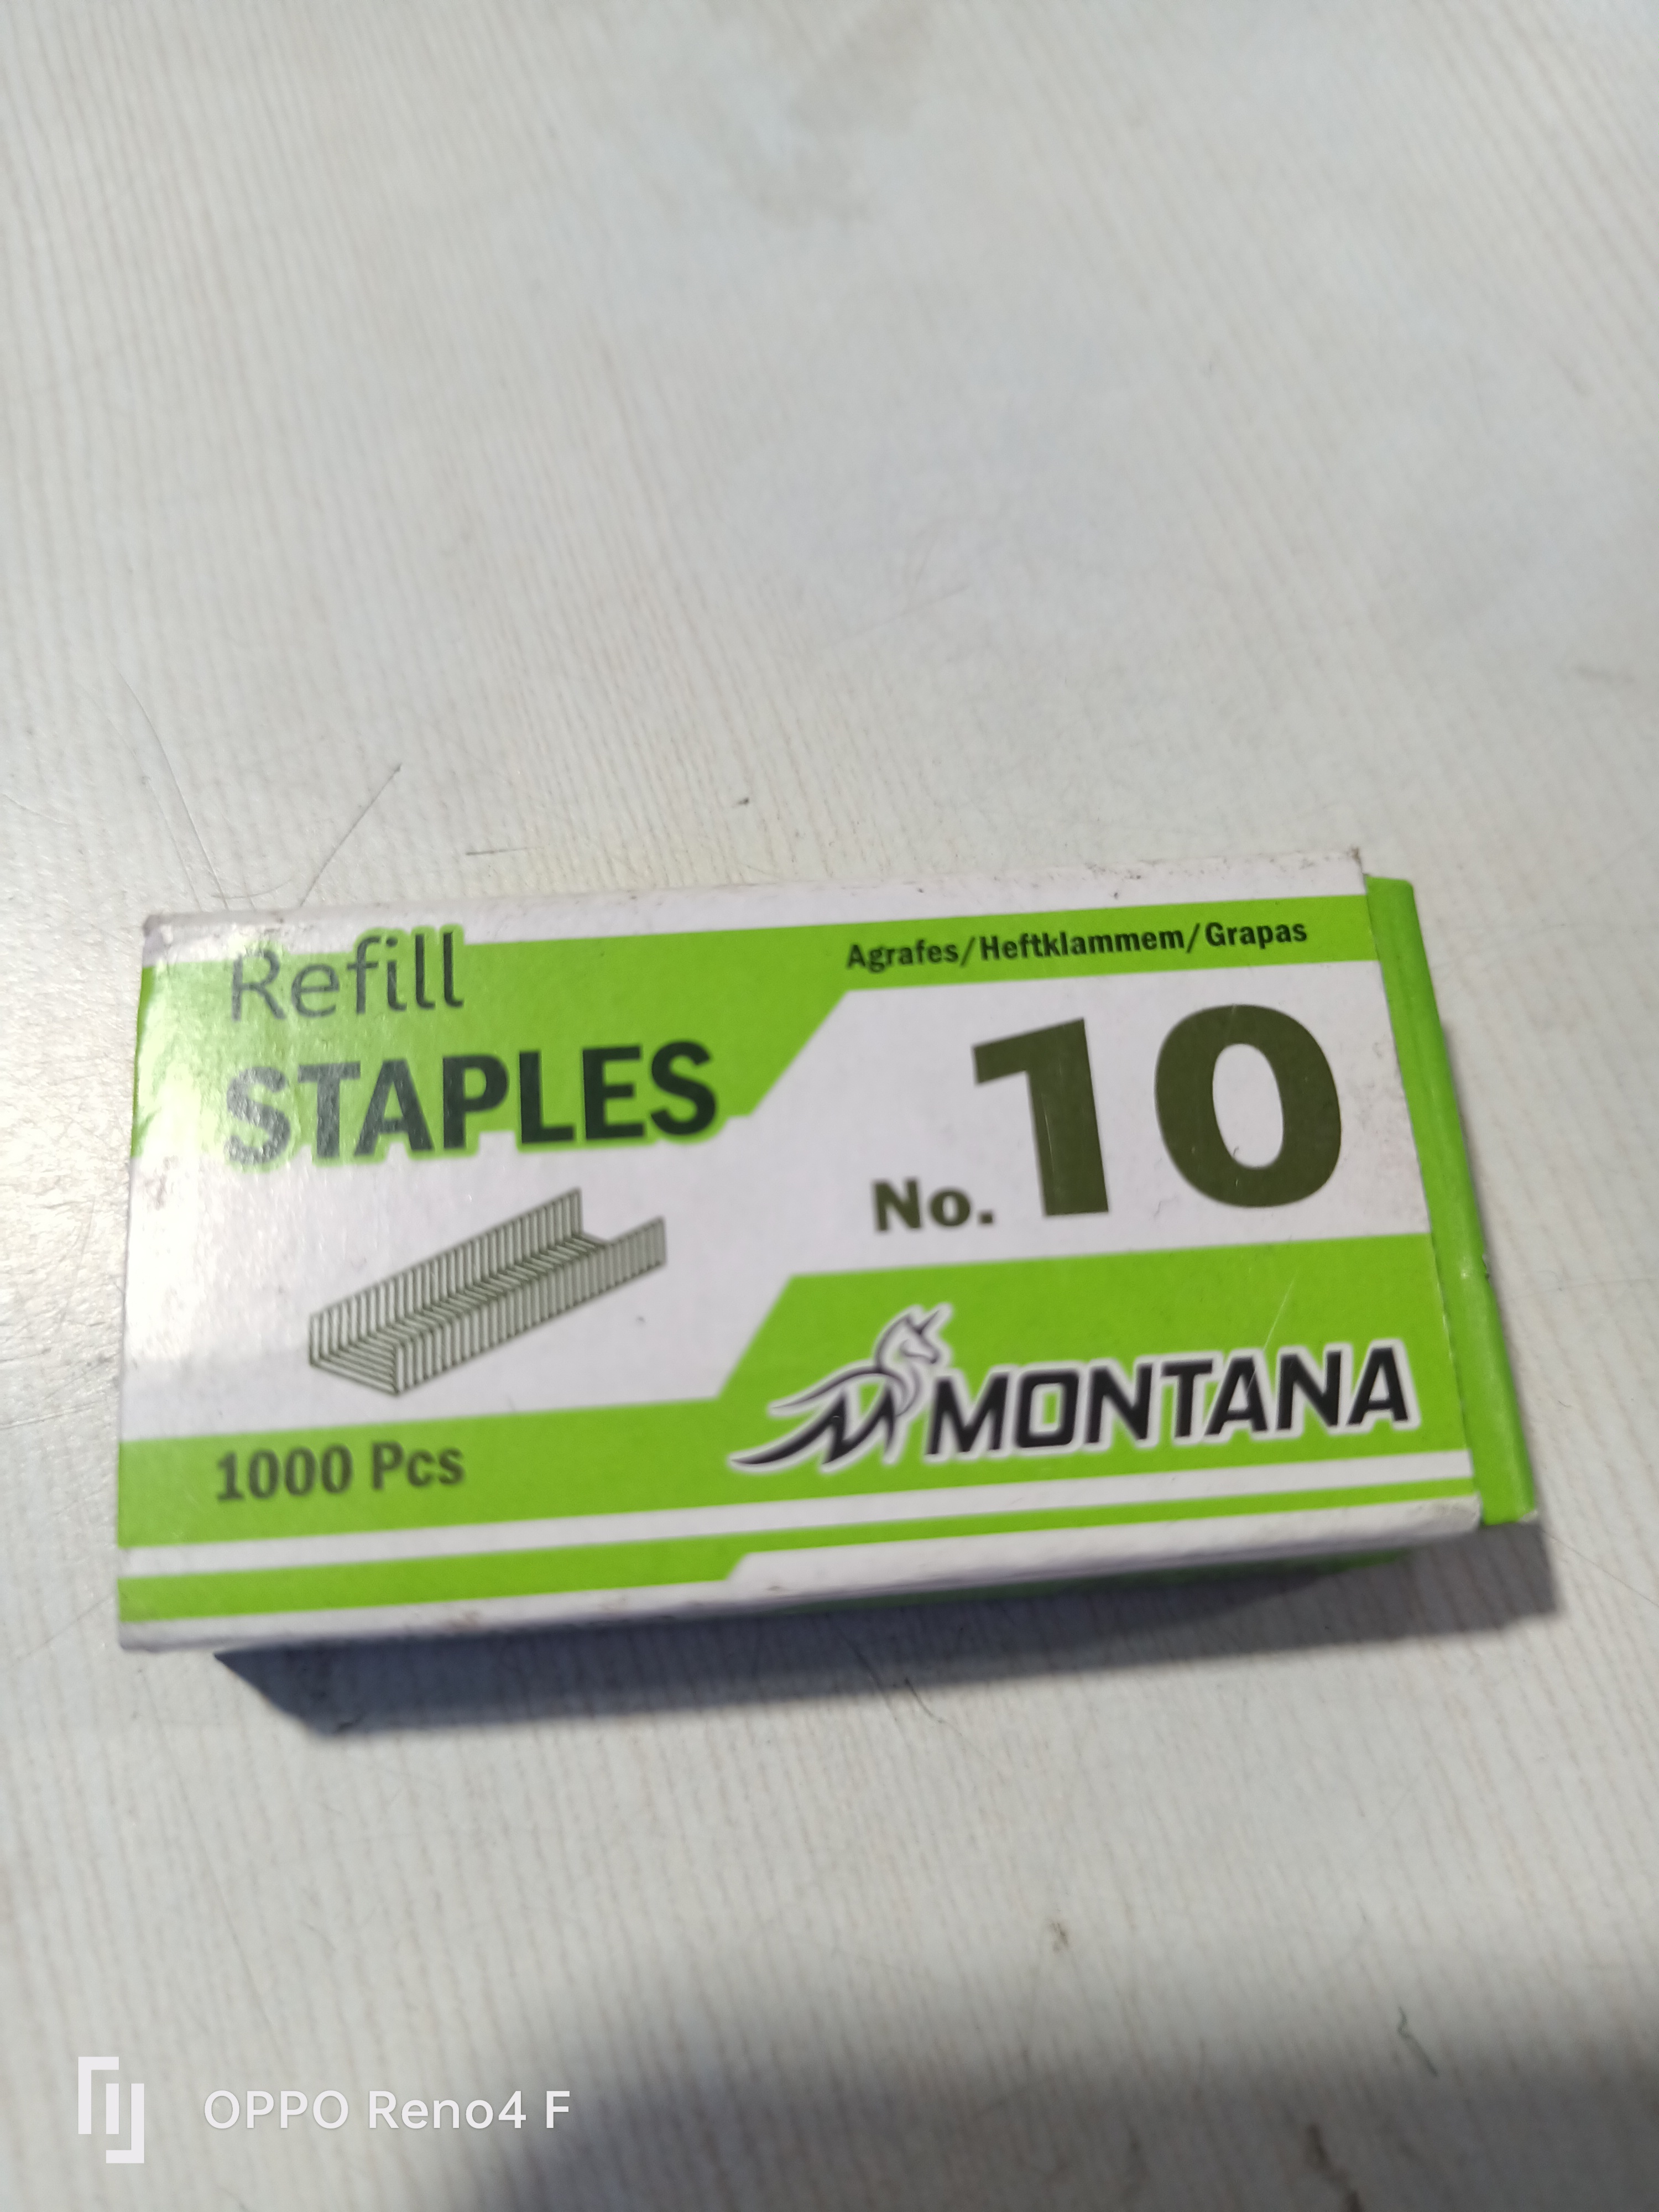 Refill
STAPLES
Agrafes/Heftklammem/Grapas
No. 10
1000 Pcs
MONTANA
OPPO Reno4 F